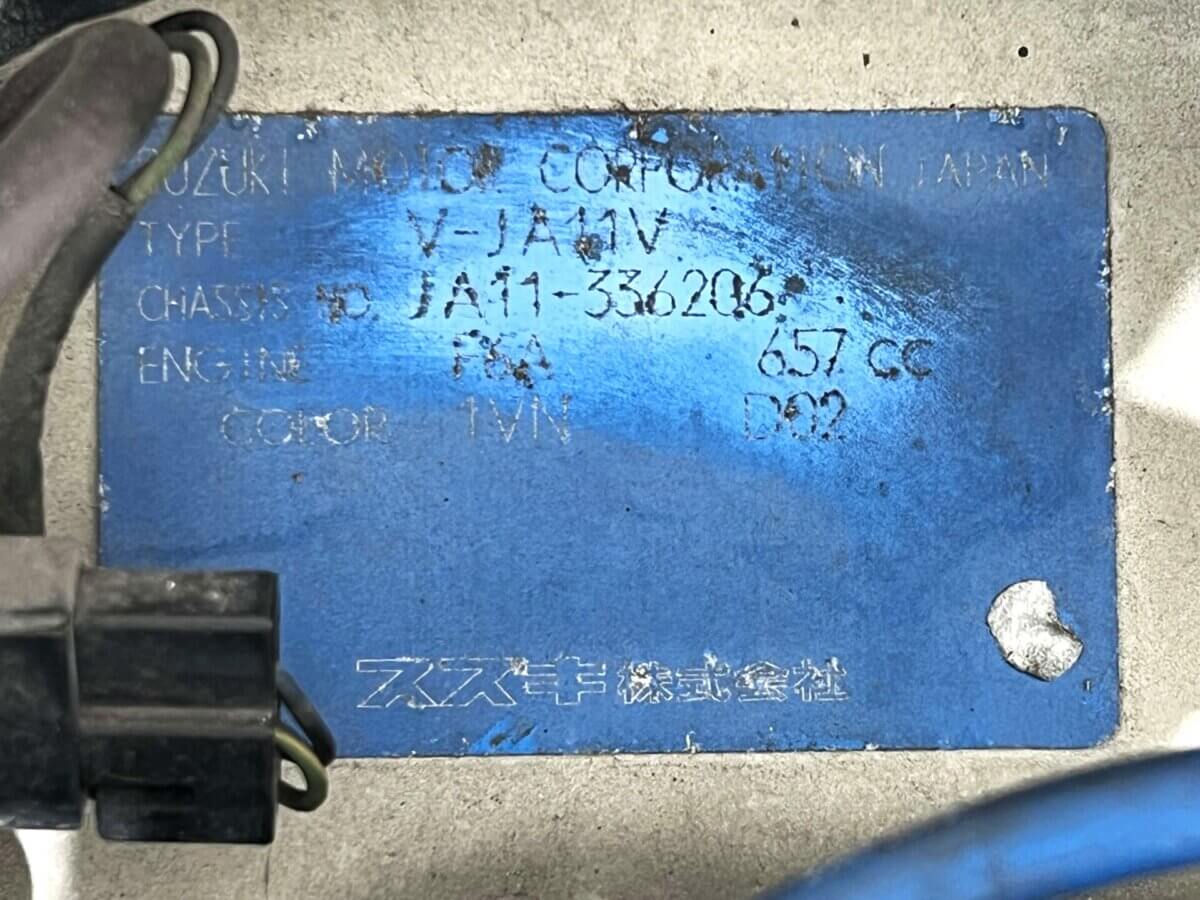 SUZUKI MOTOR CORPORATION JAPAN
TYPE V-JA11V
CHASSIS NO. JA11-336206
ENGINE F6A 657 CC
COLOR 1VN D02
スズキ株式会社